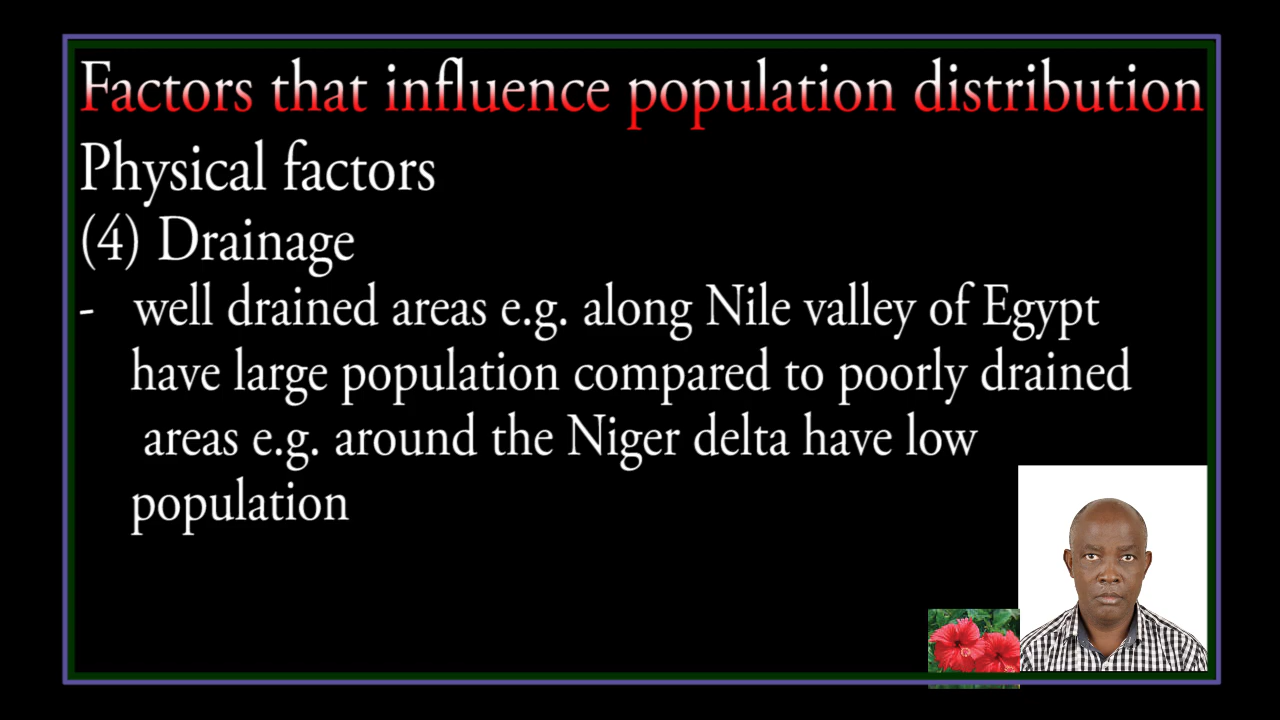 Factors that influence population distribution
Physical factors
(4) Drainage
- well drained areas e.g. along Nile valley of Egypt
have large population compared to poorly drained
areas e.g. around the Niger delta have low
population